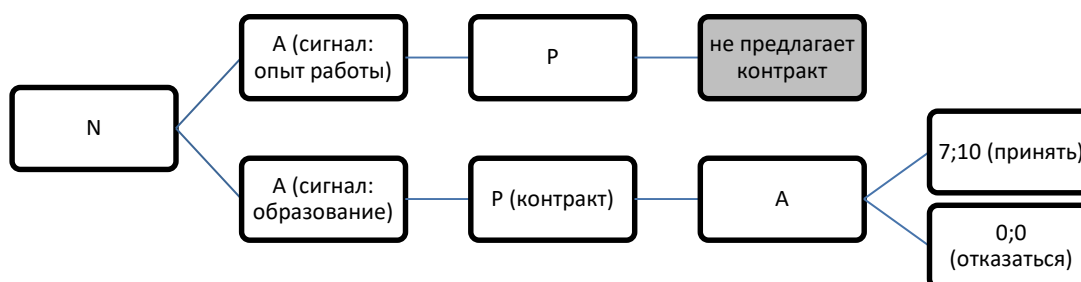 N
А (сигнал:
опыт работы)
P
не предлагает
контракт
А (сигнал:
образование)
P (контракт)
А
7;10 (принять)
0;0
(отказаться)